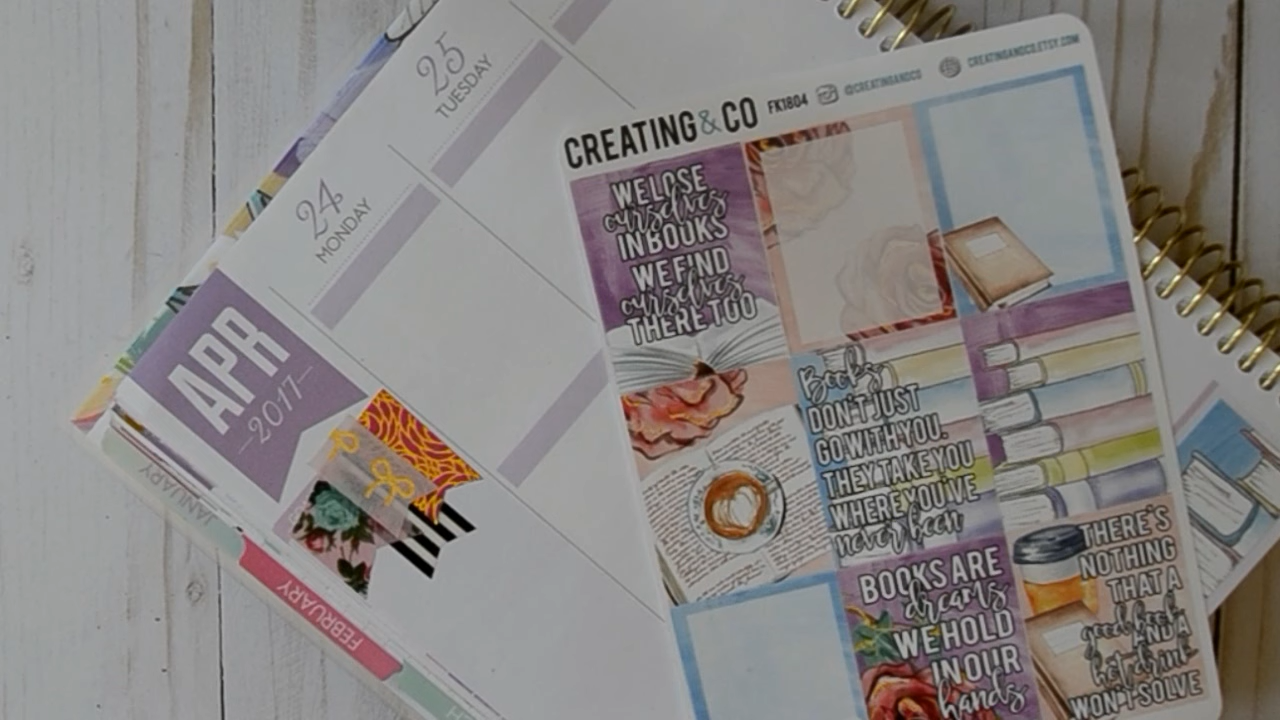 25
TUESDAY
24
MONDAY
APR
2017
JANUARY
FEBRUARY
CREATING&CO
FK1804
@CREATINGANDCO
CREATINGANDCO.ETSY.COM
WE LOSE
ourselves
IN BOOKS
WE FIND
ourselves
THERE TOO
Books
DON'T JUST
GO WITH YOU.
THEY TAKE YOU
WHERE YOU'VE
never been
BOOKS ARE
dreams
WE HOLD
IN OUR
hands
THERE'S
NOTHING
THAT A
good book
AND A
hot drink
WON'T SOLVE